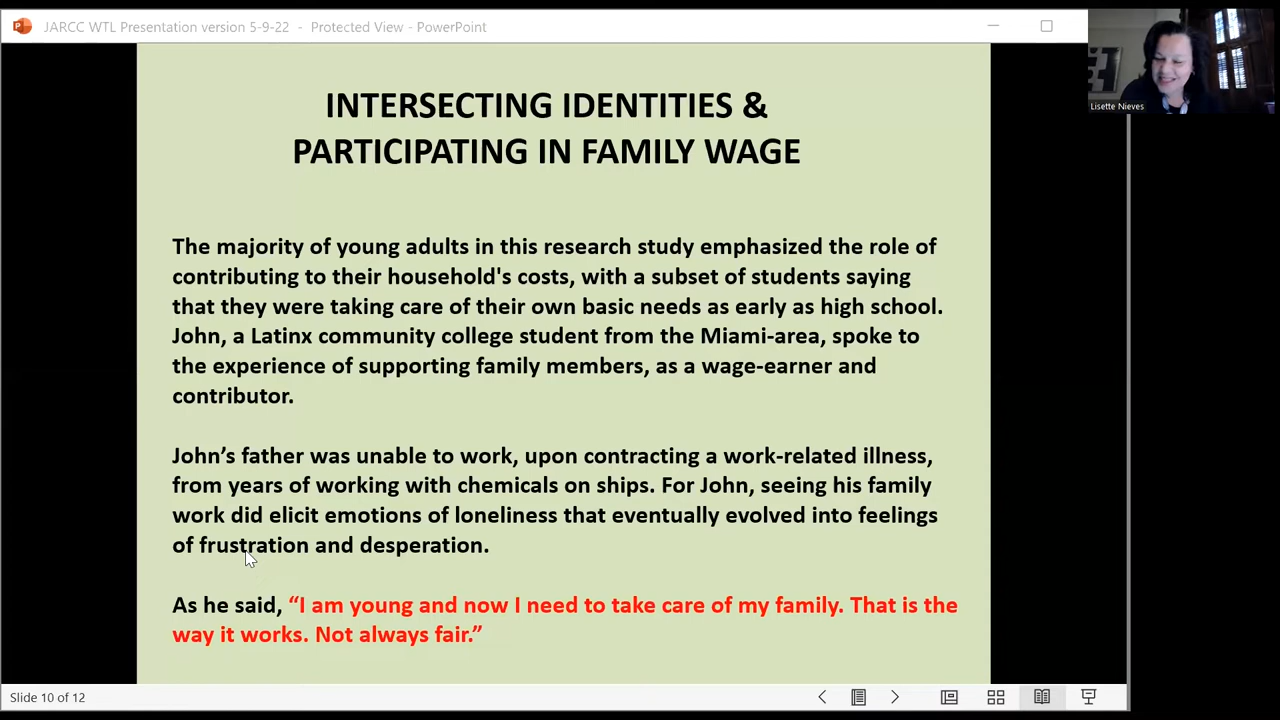 JARCC WTL Presentation version 5-9-22 - Protected View - PowerPoint
Lisette Nieves
INTERSECTING IDENTITIES &
PARTICIPATING IN FAMILY WAGE
The majority of young adults in this research study emphasized the role of
contributing to their household's costs, with a subset of students saying
that they were taking care of their own basic needs as early as high school.
John, a Latinx community college student from the Miami-area, spoke to
the experience of supporting family members, as a wage-earner and
contributor.
John’s father was unable to work, upon contracting a work-related illness,
from years of working with chemicals on ships. For John, seeing his family
work did elicit emotions of loneliness that eventually evolved into feelings
of frustration and desperation.
As he said, “I am young and now I need to take care of my family. That is the
way it works. Not always fair.”
Slide 10 of 12